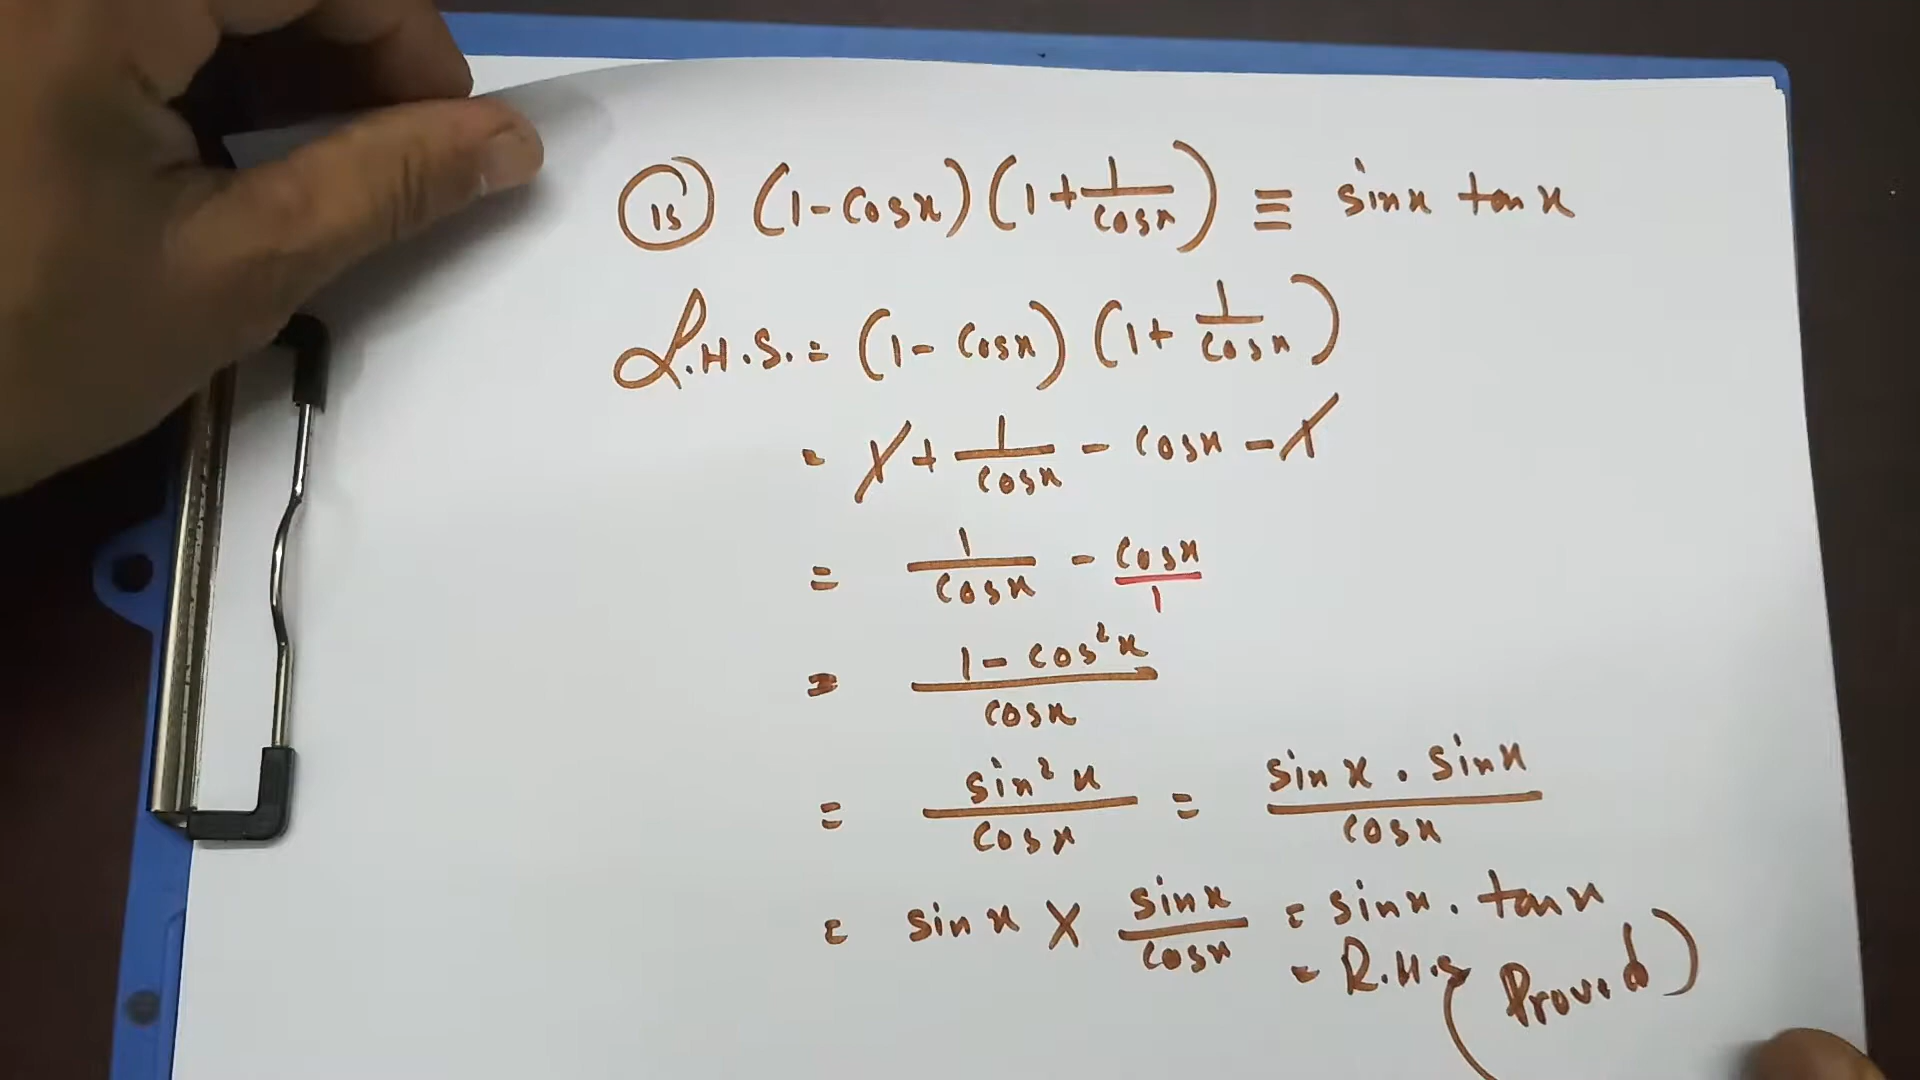 (15) (1-cosx)(1+1/cosx) ≡ sinx tanx
L.H.S. = (1-cosx)(1+1/cosx)
= 1+1/cosx-cosx-1
= 1/cosx - cosx/1
= 1-cos²x/cosx
= sin²x/cosx = sinx . sinx/cosx
= sinx X sinx/cosx = sinx. tanx
= R.H.S (Proved)